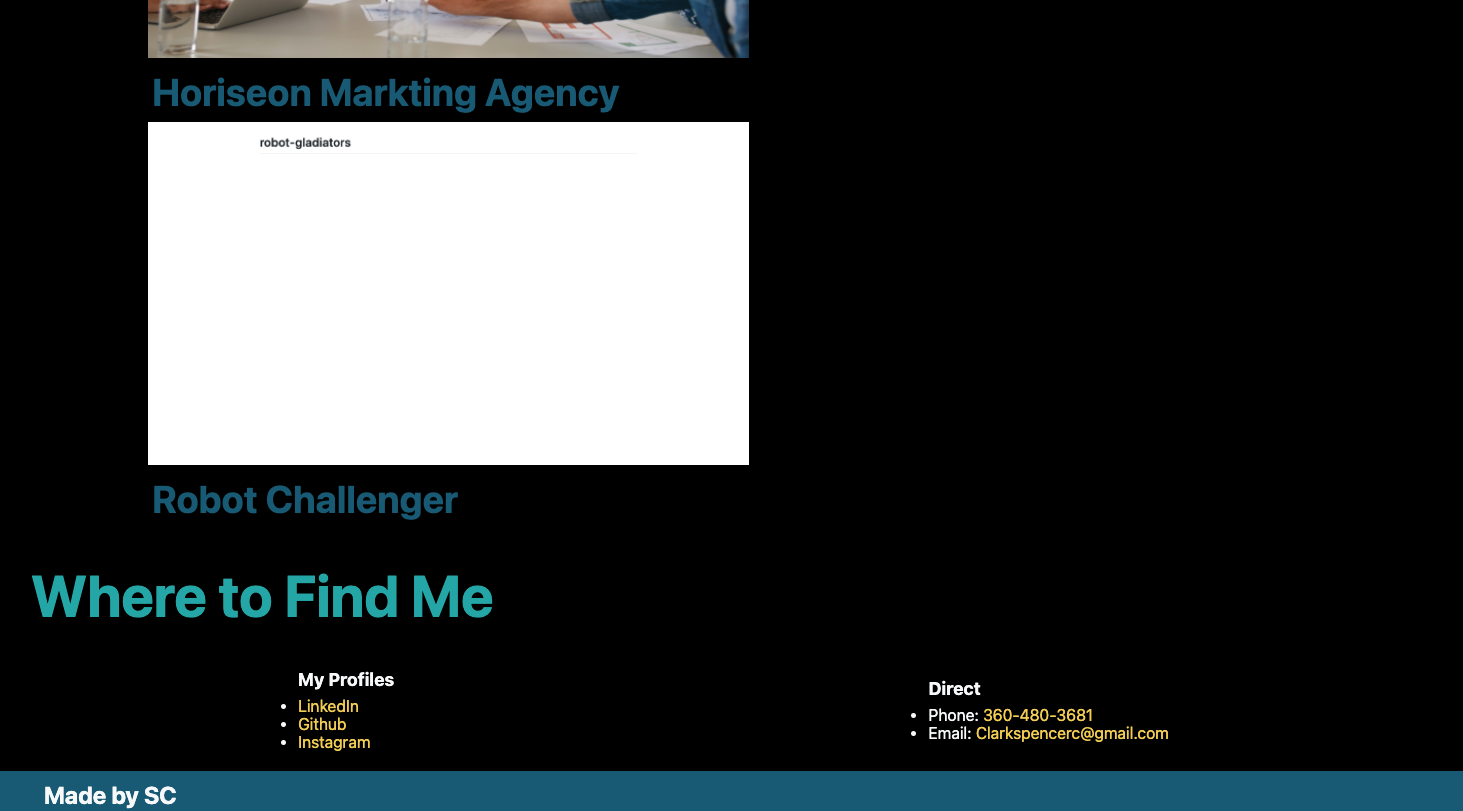 Horiseon Markting Agency
robot-gladiators
Robot Challenger
Where to Find Me
My Profiles
LinkedIn
Github
Instagram
Direct
Phone: 360-480-3681
Email: Clarkspencerc@gmail.com
Made by SC